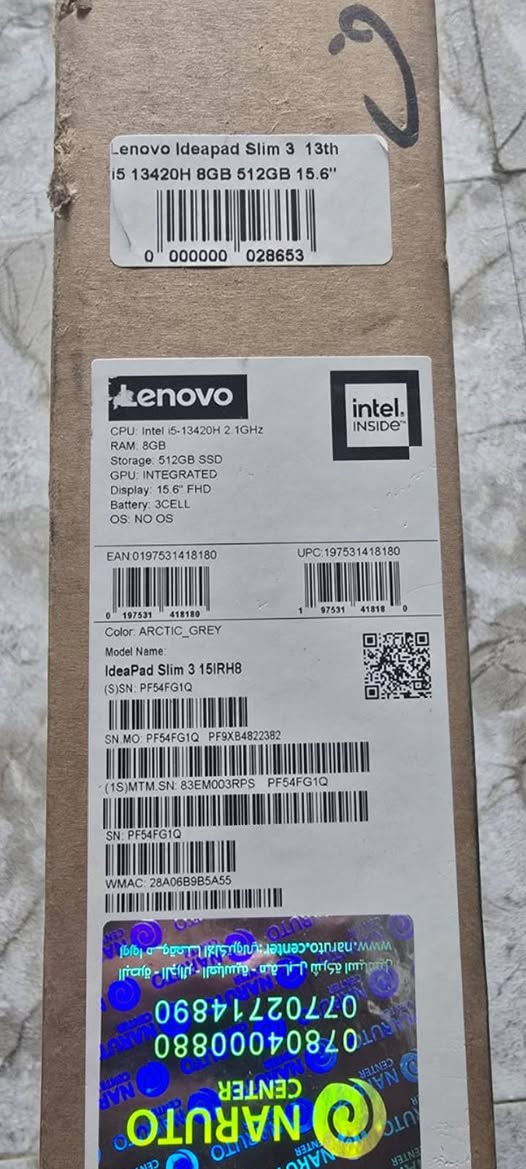 Lenovo Ideapad Slim 3 13th
i5 13420H 8GB 512GB 15.6"
0 000000 028653
Lenovo
intel.
INSIDE™
CPU: Intel i5-13420H 2.1GHz
RAM: 8GB
Storage: 512GB SSD
GPU: INTEGRATED
Display: 15.6" FHD
Battery: 3CELL
OS: NO OS
EAN:0197531418180
UPC:197531418180
0 197531 418180
1 97531 41818 0
Color: ARCTIC_GREY
Model Name:
IdeaPad Slim 3 15IRH8
(S)SN: PF54FG1Q
SN.MO: PF54FG1Q PF9XB4822382
(1S)MTM.SN: 83EM003RPS PF54FG1Q
SN: PF54FG1Q
WMAC: 28A06B9B5A55
NARUTO
CENTER
07804000880
07702714890
www.naruto.center